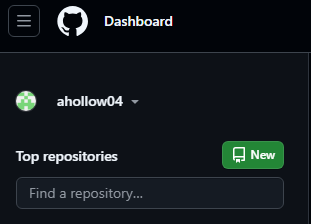 Dashboard
ahollow04
Top repositories
New
Find a repository...